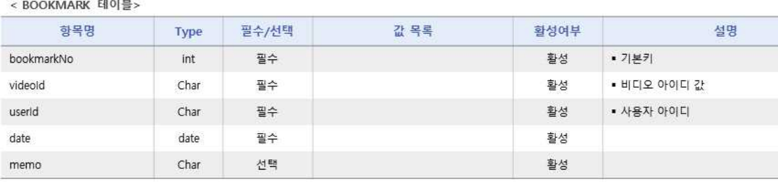 < BOOKMARK 테이블>
항목명 Type 필수/선택 값 목록 활성여부 설명
bookmarkNo int 필수 활성 ▪ 기본키
videoId Char 필수 활성 ▪ 비디오 아이디 값
userId Char 필수 활성 ▪ 사용자 아이디
date date 필수 활성
memo Char 선택 활성